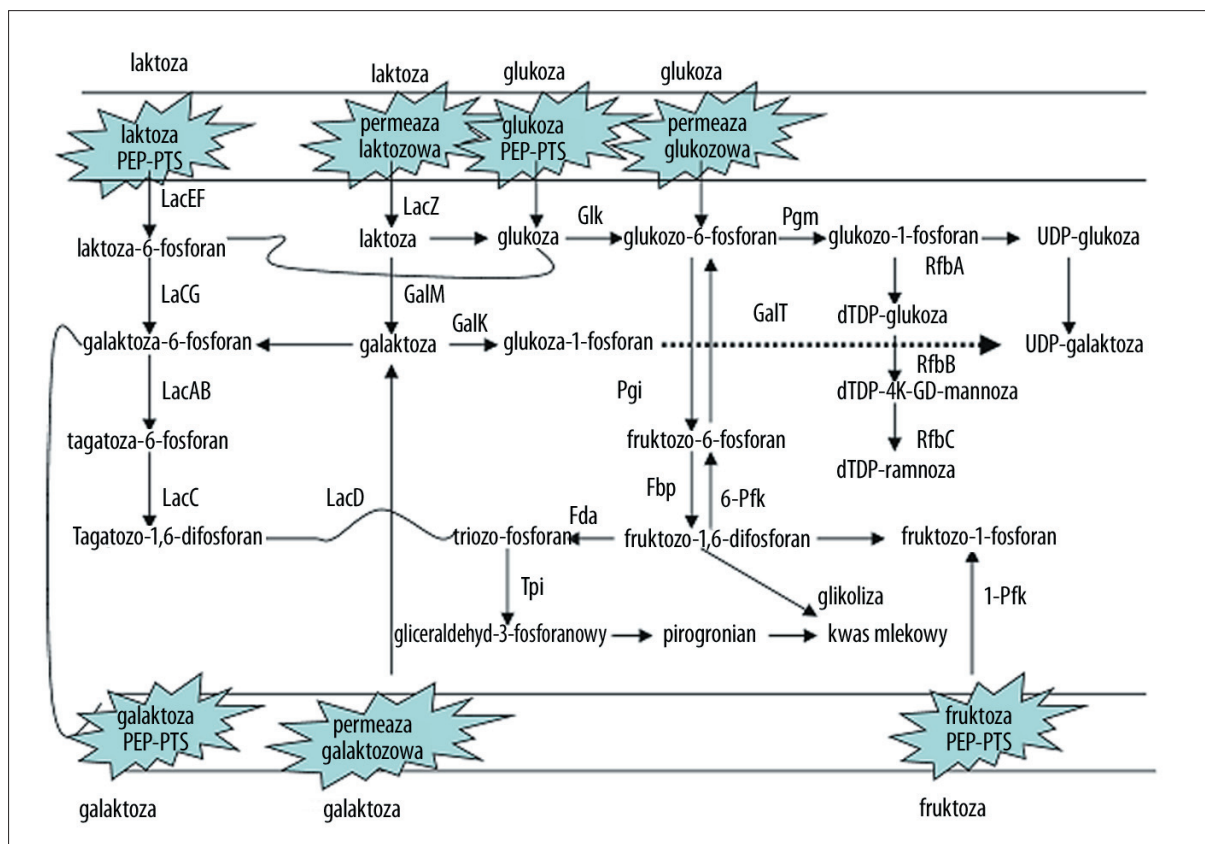 laktoza
laktoza
glukoza
glukoza
laktoza
PEP-PTS
permeaza
laktozowa
glukoza
PEP-PTS
permeaza
glukozowa
LacEF
LacZ
Glk
Pgm
laktoza-6-fosforan
laktoza
glukoza
glukozo-6-fosforan
glukozo-1-fosforan
UDP-glukoza
RfbA
LaCG
GalM
GalK
GalT
dTDP-glukoza
galaktoza-6-fosforan
galaktoza
glukoza-1-fosforan
UDP-galaktoza
RfbB
LacAB
Pgi
dTDP-4K-GD-mannoza
tagatoza-6-fosforan
fruktozo-6-fosforan
RfbC
dTDP-ramnoza
LacC
LacD
Fbp
6-Pfk
Fda
Tagatozo-1,6-difosforan
triozo-fosforan
fruktozo-1,6-difosforan
fruktozo-1-fosforan
Tpi
glikoliza
1-Pfk
gliceraldehyd-3-fosforanowy
pirogronian
kwas mlekowy
galaktoza
PEP-PTS
permeaza
galaktozowa
fruktoza
PEP-PTS
galaktoza
galaktoza
fruktoza